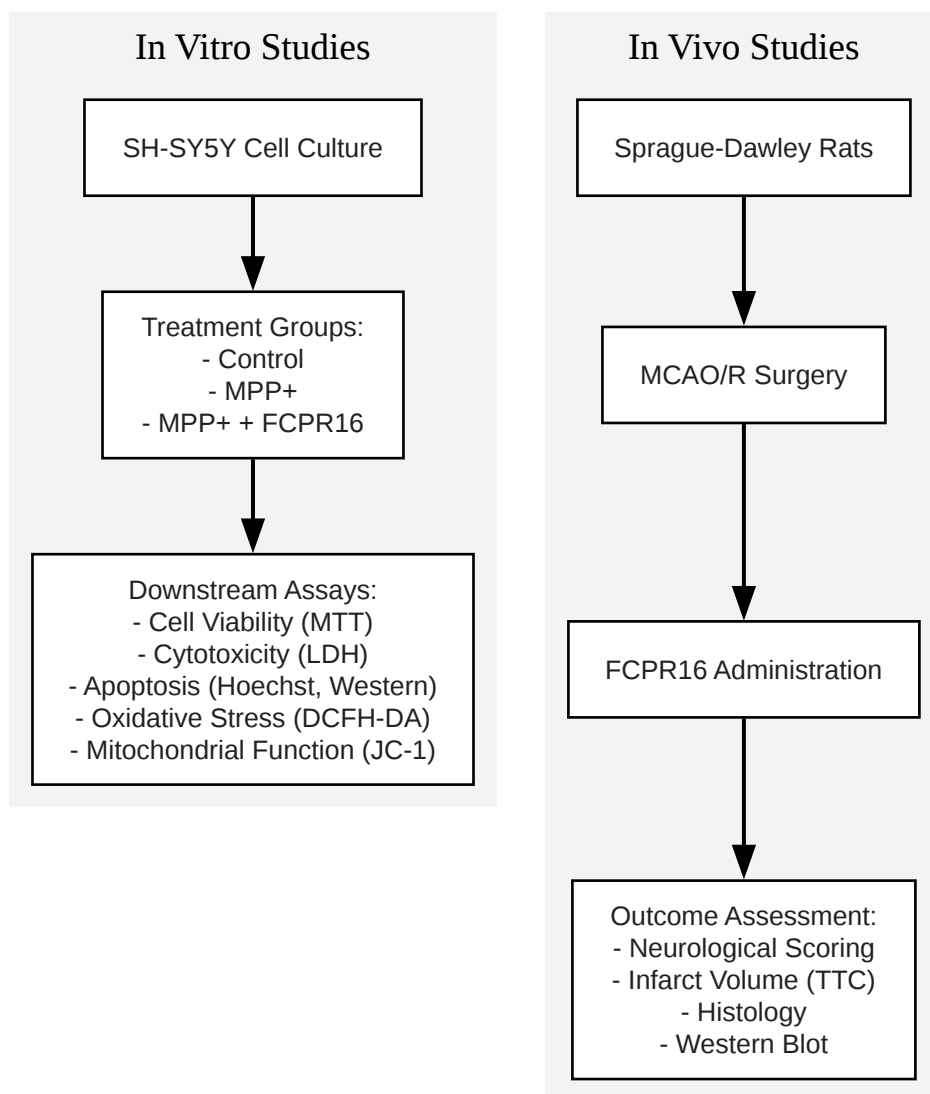 In Vitro Studies
SH-SY5Y Cell Culture
Treatment Groups:
- Control
- MPP+
- MPP+ + FCPR16
Downstream Assays:
- Cell Viability (MTT)
- Cytotoxicity (LDH)
- Apoptosis (Hoechst, Western)
- Oxidative Stress (DCFH-DA)
- Mitochondrial Function (JC-1)
In Vivo Studies
Sprague-Dawley Rats
MCAO/R Surgery
FCPR16 Administration
Outcome Assessment:
- Neurological Scoring
- Infarct Volume (TTC)
- Histology
- Western Blot